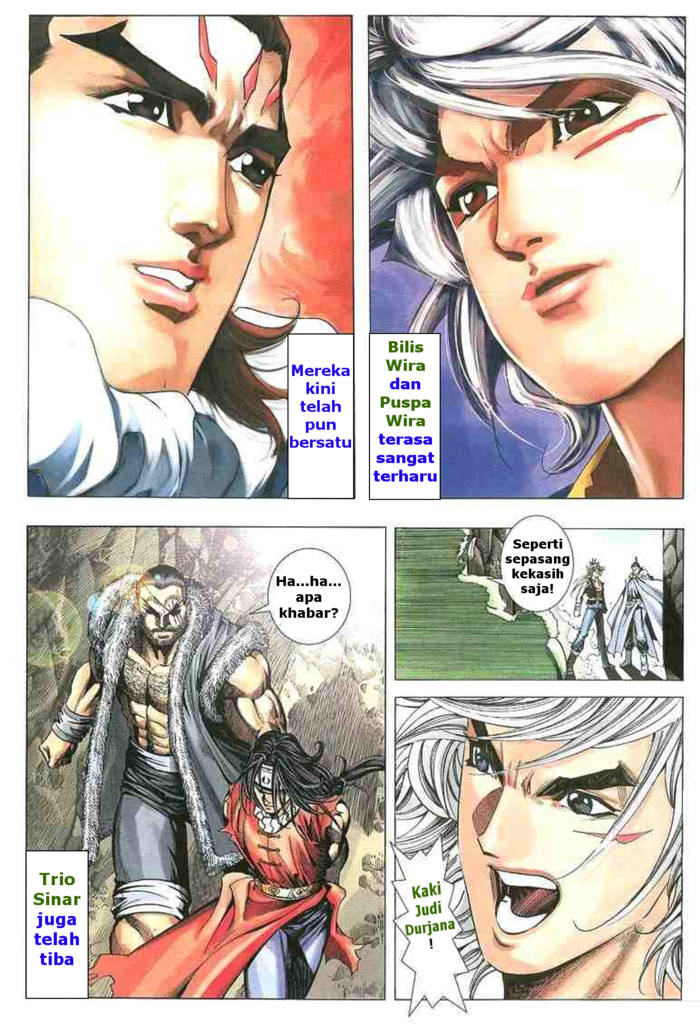 Mereka
kini
telah
pun
bersatu
Bilis
Wira
dan
Puspa
Wira
terasa
sangat
terharu
Ha...ha...
apa
khabar?
Trio
Sinar
juga
telah
tiba
Seperti
sepasang
kekasih
saja!
Kaki
Judi
Durjana
!